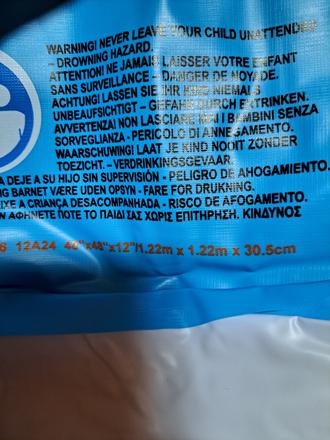 WARNING! NEVER LEAVE YOUR CHILD UNATTENDED
– DROWNING HAZARD.
ATTENTION! NE JAMAIS LAISSER VOTRE ENFANT
SANS SURVEILLANCE – DANGER DE NOYADE.
ACHTUNG! LASSEN SIE IHR KIND NIEMALS
UNBEAUFSICHTIGT – GEFAHR DURCH ERTRINKEN.
AVVERTENZA! NON LASCIARE MAI I BAMBINI SENZA
SORVEGLIANZA - PERICOLO DI ANNEGAMENTO.
WAARSCHUWING! LAAT JE KIND NOOIT ZONDER
TOEZICHT. – VERDRINKINGSGEVAAR.
A DEJE A SU HIJO SIN SUPERVISIÓN - PELIGRO DE AHOGAMIENTO.
BARNET VÆRE UDEN OPSYN - FARE FOR DRUKNING.
A CRIANÇA DESACOMPANHADA - RISCO DE AFOGAMENTO.
ΑΦΗΝΕΤΕ ΠΟΤΕ ΤΟ ΠΑΙΔΙ ΣΑΣ ΧΩΡΙΣ ΕΠΙΤΗΡΗΣΗ. ΚΙΝΔΥΝΟΣ
12A24 48"x48"x12"/1.22m x 1.22m x 30.5cm